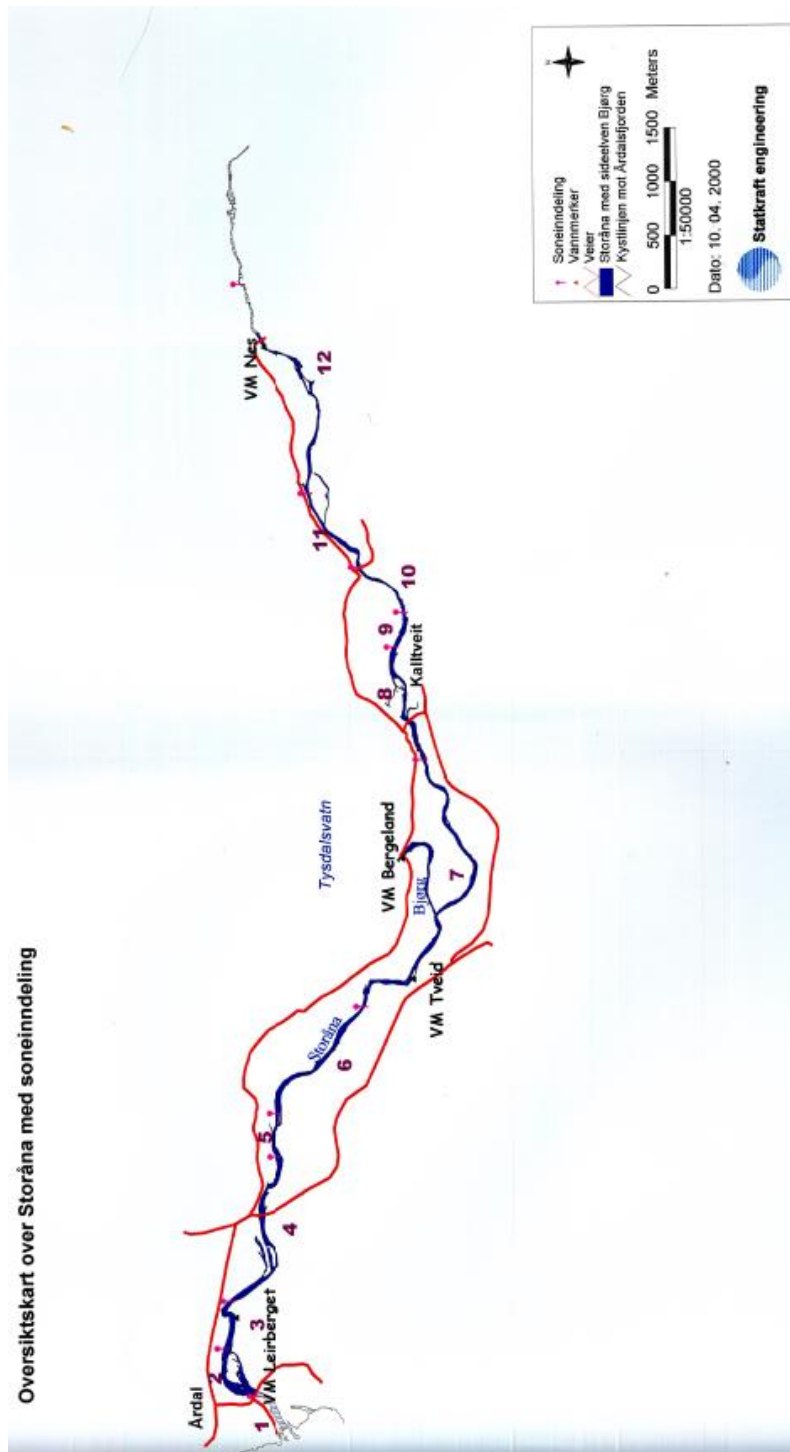 Oversiktskart over Storåna med soneinndeling
Årdal
1
2
VM Leirberget
3
4
5
6
Storåna
VM Tveid
Bjørg
7
VM Bergeland
Tysdalsvatn
8
Kalltveit
9
10
11
12
VM Nes
N
Soneinndeling
Vannmerker
Veier
Storåna med sideelven Bjørg
Kystlinjen mot Årdalsfjorden
0 500 1000 1500 Meters
1:50000
Dato: 10. 04. 2000
Statkraft engineering